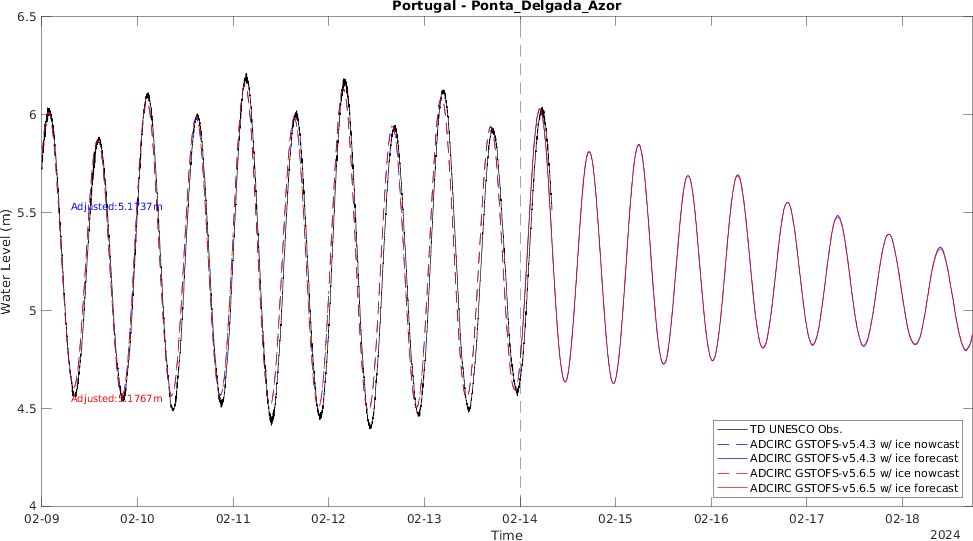 Portugal - Ponta_Delgada_Azor
6.5
6
5.5
5
4.5
4
Water Level (m)
Adjusted:5.1737m
Adjusted:5.1767m
TD UNESCO Obs.
ADCIRC GSTOFS-v5.4.3 w/ ice nowcast
ADCIRC GSTOFS-v5.4.3 w/ ice forecast
ADCIRC GSTOFS-v5.6.5 w/ ice nowcast
ADCIRC GSTOFS-v5.6.5 w/ ice forecast
02-09 02-10 02-11 02-12 02-13 02-14 02-15 02-16 02-17 02-18
Time
2024